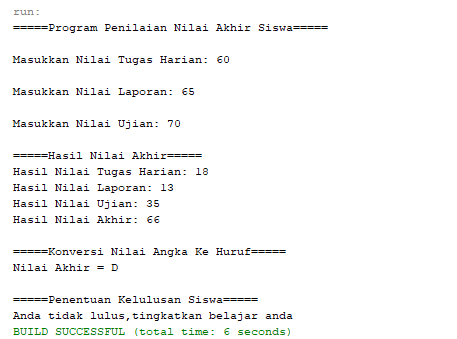 run:
=====Program Penilaian Nilai Akhir Siswa=====
Masukkan Nilai Tugas Harian: 60
Masukkan Nilai Laporan: 65
Masukkan Nilai Ujian: 70
=====Hasil Nilai Akhir=====
Hasil Nilai Tugas Harian: 18
Hasil Nilai Laporan: 13
Hasil Nilai Ujian: 35
Hasil Nilai Akhir: 66
=====Konversi Nilai Angka Ke Huruf=====
Nilai Akhir = D
=====Penentuan Kelulusan Siswa=====
Anda tidak lulus,tingkatkan belajar anda
BUILD SUCCESSFUL (total time: 6 seconds)